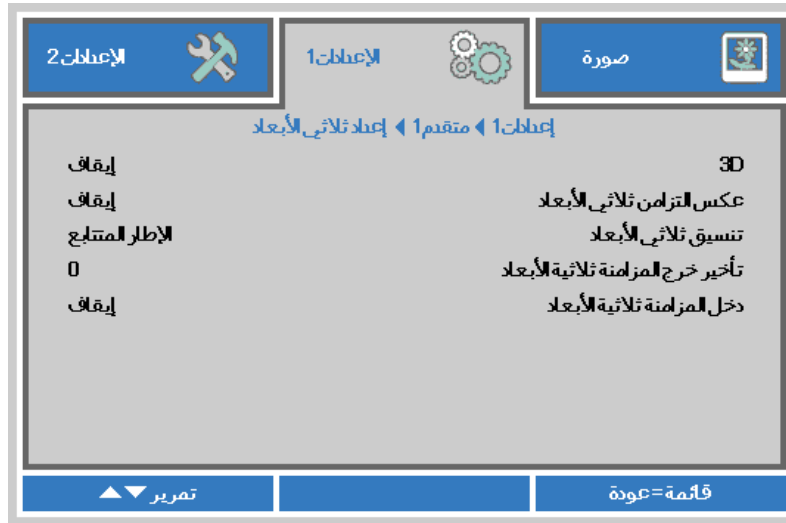 صورة
الإعدادات1
الإعدادات2
إعدادات1 ◀ متقدم1 ◀ إعداد ثلاثي الأبعاد
3D إيقاف
عكس التزامن ثلاثي الأبعاد إيقاف
تنسيق ثلاثي الأبعاد الإطار المتتابع
تأخير خرج المزامنة ثلاثية الأبعاد 0
دخل المزامنة ثلاثية الأبعاد إيقاف
قائمة=عودة
تمرير ▼▲